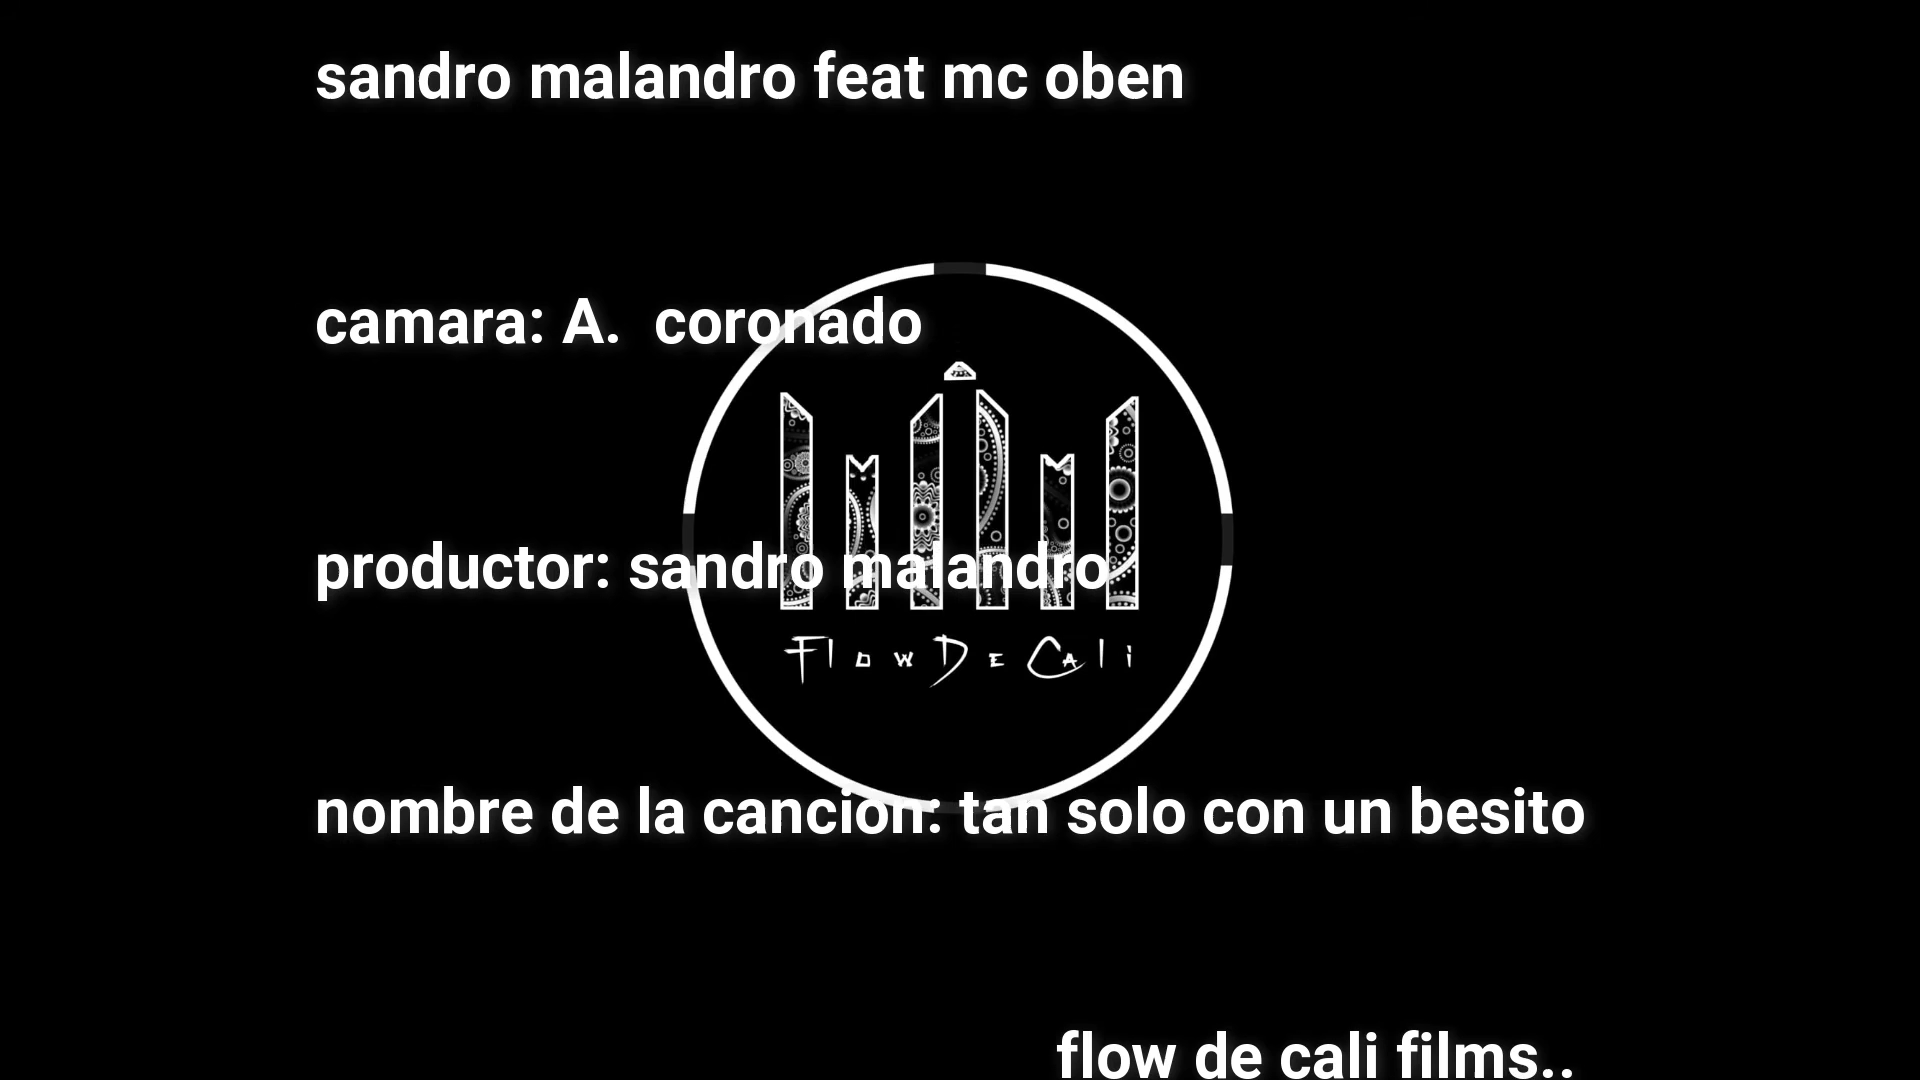 sandro malandro feat mc oben
camara: A.  coronado
productor: sandro malandro
FlowDeCali
nombre de la cancion: tan solo con un besito
flow de cali films..